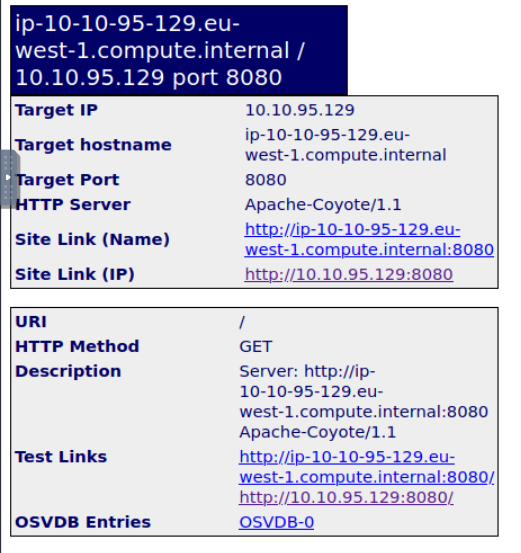 ip-10-10-95-129.eu-
west-1.compute.internal /
10.10.95.129 port 8080
Target IP 10.10.95.129
Target hostname ip-10-10-95-129.eu-
west-1.compute.internal
Target Port 8080
HTTP Server Apache-Coyote/1.1
Site Link (Name) http://ip-10-10-95-129.eu-
west-1.compute.internal:8080
Site Link (IP) http://10.10.95.129:8080
URI /
HTTP Method GET
Description Server: http://ip-
10-10-95-129.eu-
west-1.compute.internal:8080
Apache-Coyote/1.1
Test Links http://ip-10-10-95-129.eu-
west-1.compute.internal:8080/
http://10.10.95.129:8080/
OSVDB Entries OSVDB-0